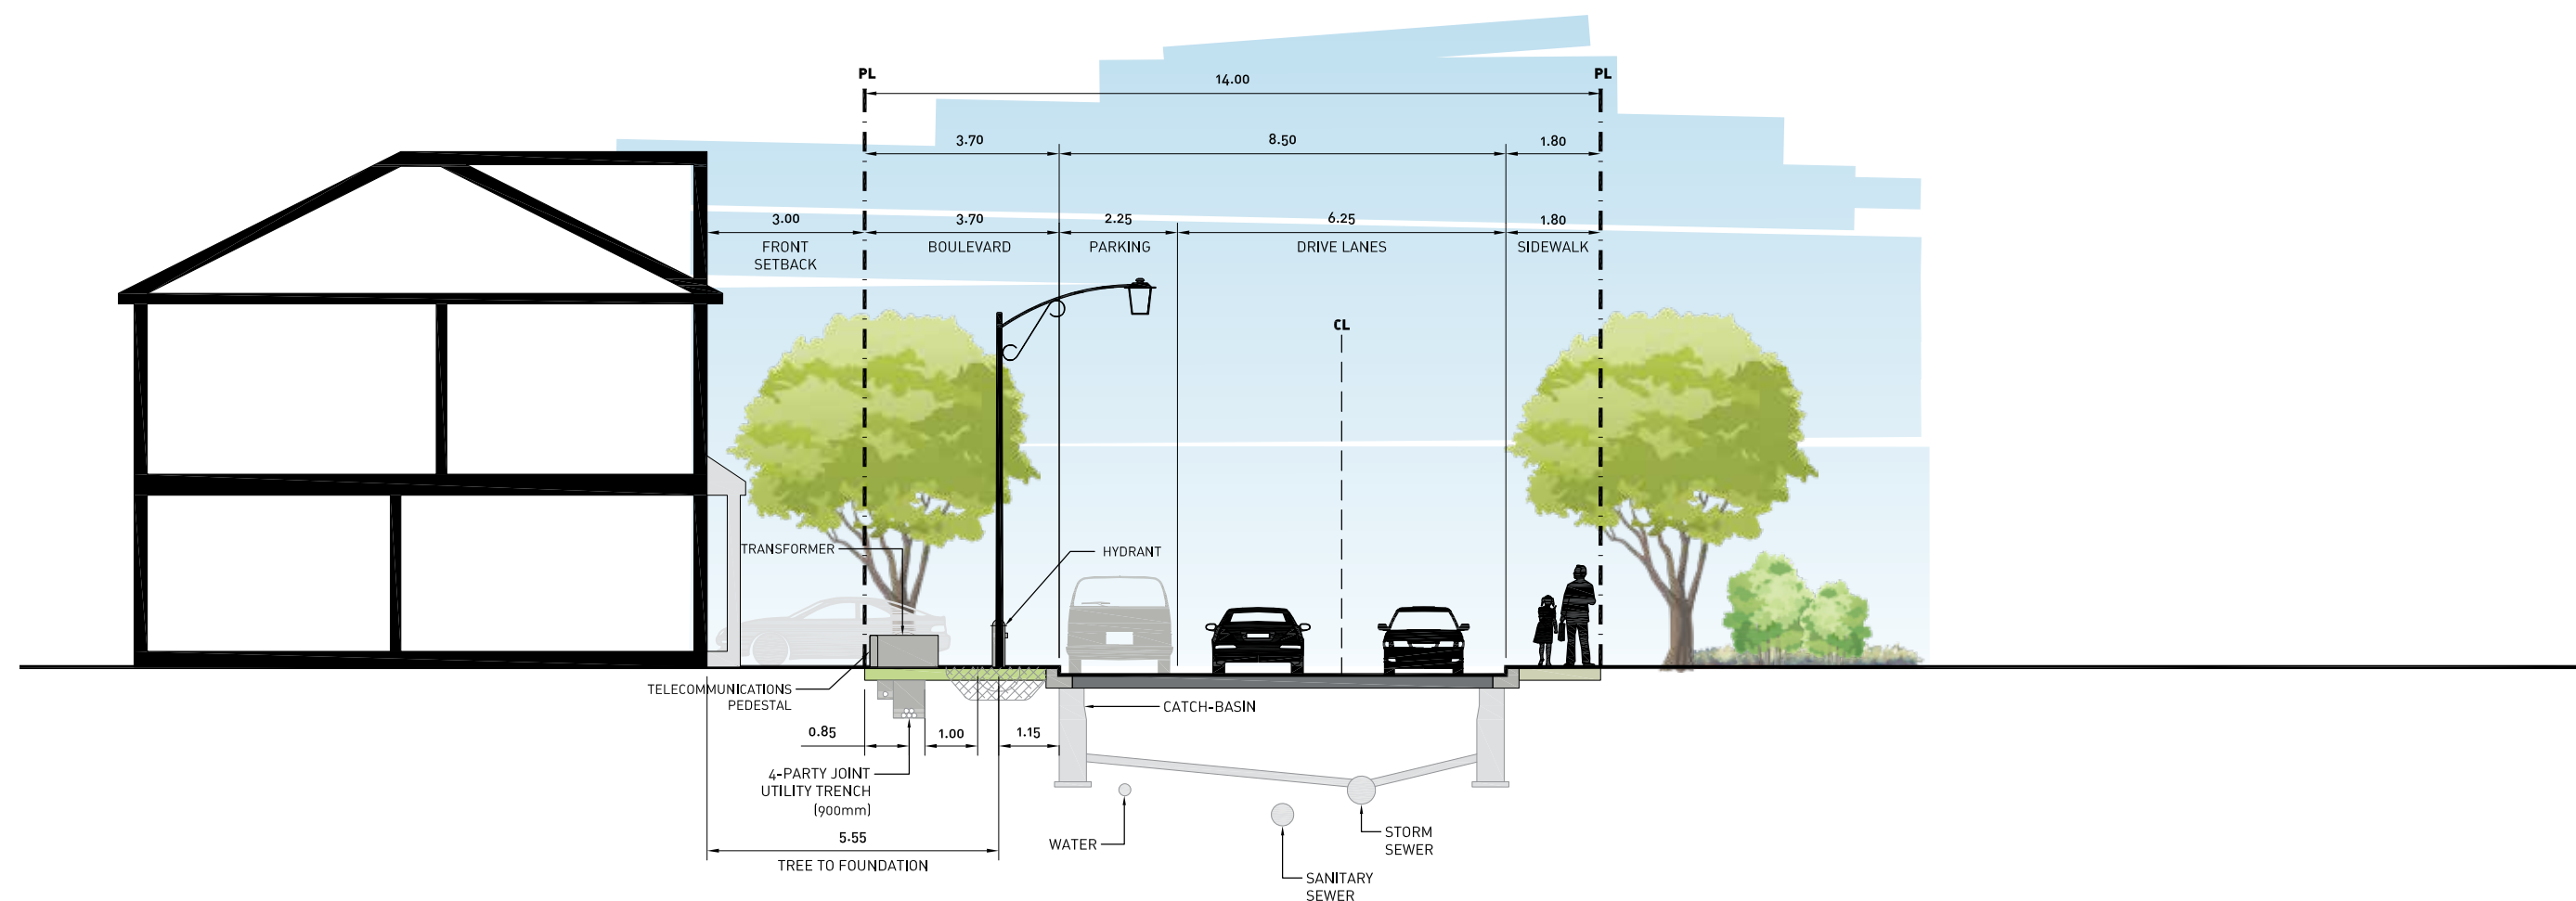 PL
PL
14.00
3.70
8.50
1.80
3.00
3.70
2.25
6.25
1.80
FRONT
SETBACK
BOULEVARD
PARKING
DRIVE LANES
SIDEWALK
CL
TRANSFORMER
HYDRANT
TELECOMMUNICATIONS
PEDESTAL
CATCH-BASIN
0.85
1.00
1.15
4-PARTY JOINT
UTILITY TRENCH
(900mm)
5.55
TREE TO FOUNDATION
WATER
STORM
SEWER
SANITARY
SEWER